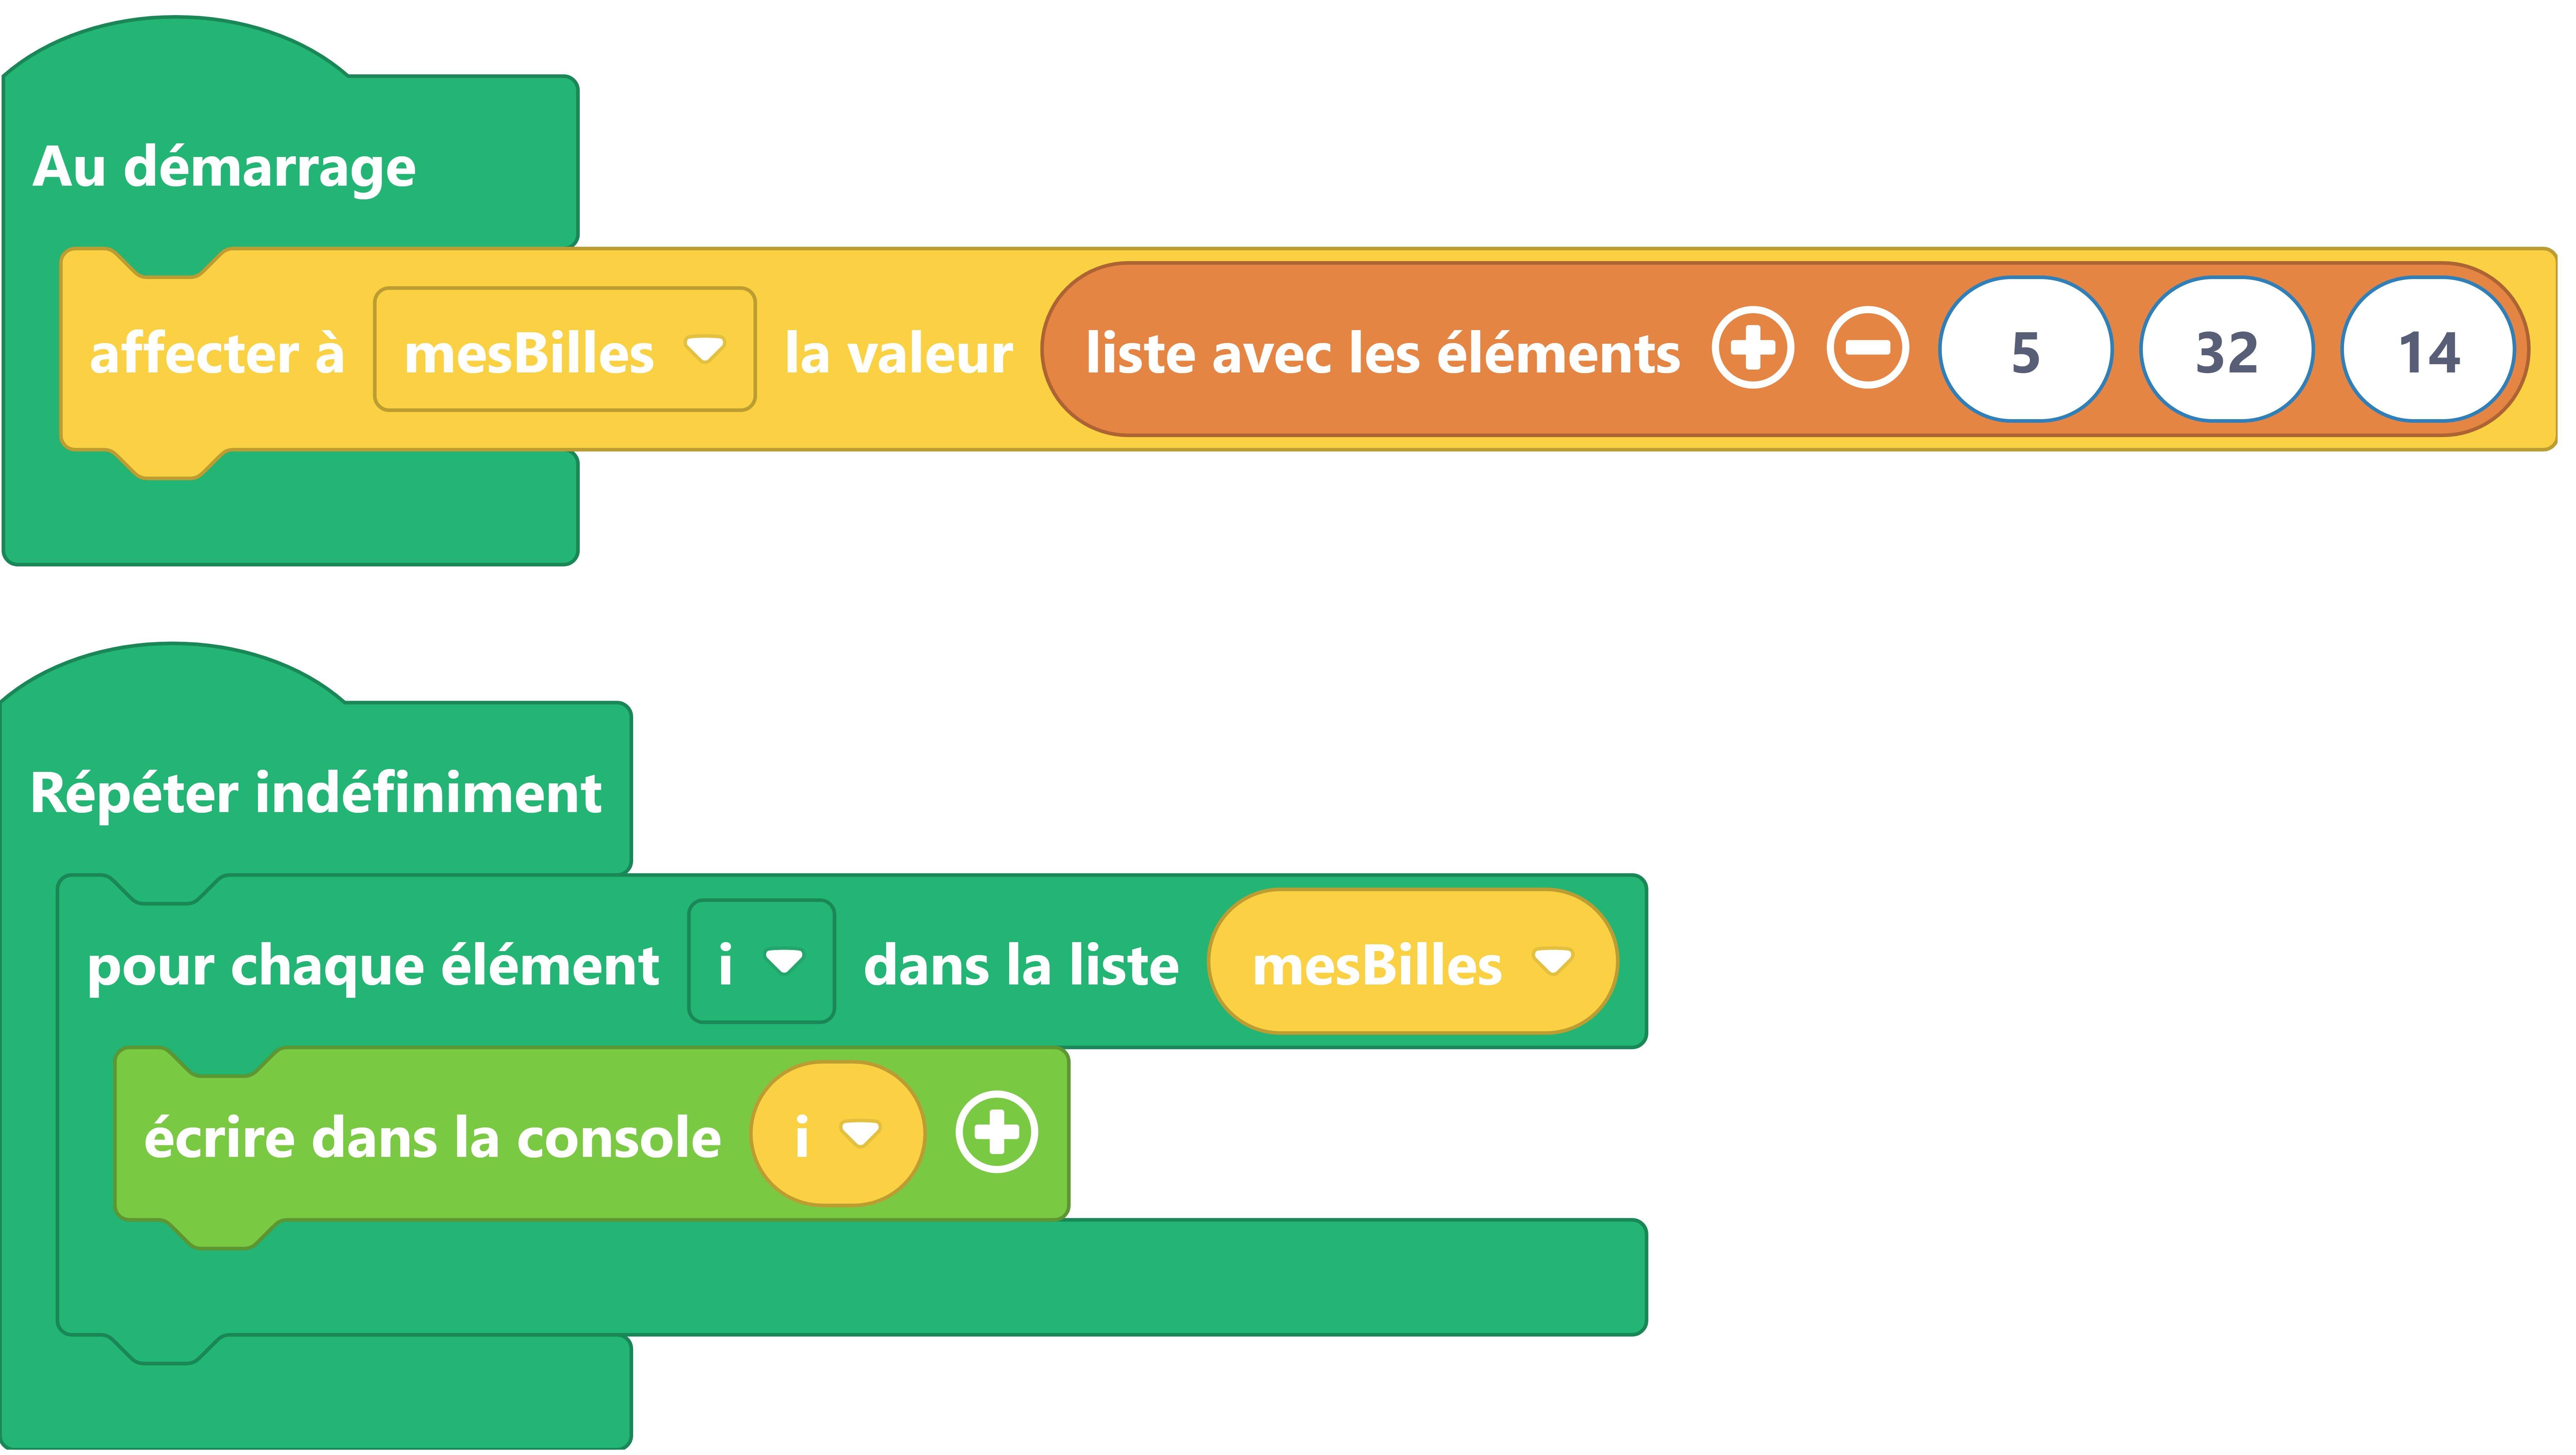 Au démarrage
affecter à mesBilles la valeur liste avec les éléments 5 32 14
Répéter indéfiniment
pour chaque élément i dans la liste mesBilles
écrire dans la console i